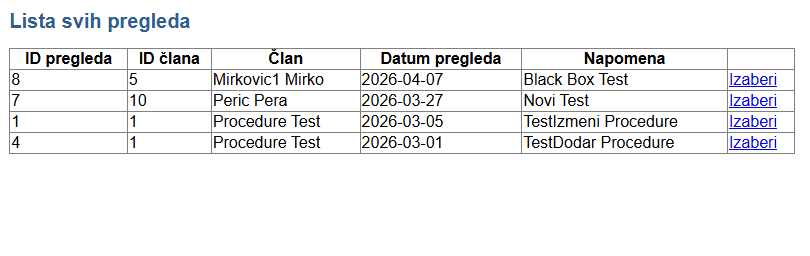 Lista svih pregleda
ID pregleda ID člana Član Datum pregleda Napomena
8 5 Mirkovic1 Mirko 2026-04-07 Black Box Test Izaberi
7 10 Peric Pera 2026-03-27 Novi Test Izaberi
1 1 Procedure Test 2026-03-05 TestIzmeni Procedure Izaberi
4 1 Procedure Test 2026-03-01 TestDodar Procedure Izaberi